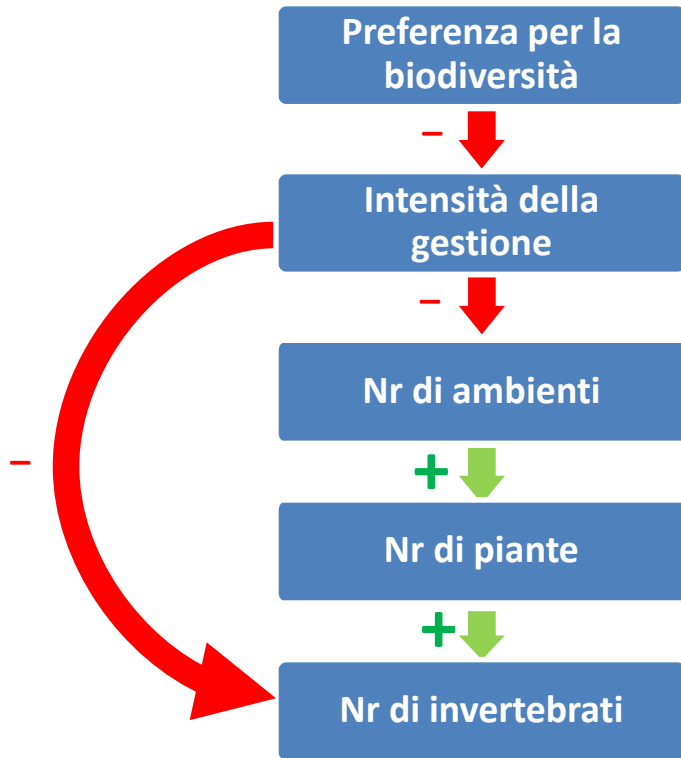 Preferenza per la
biodiversità
–
Intensità della
gestione
–
Nr di ambienti
–
+
Nr di piante
+
Nr di invertebrati